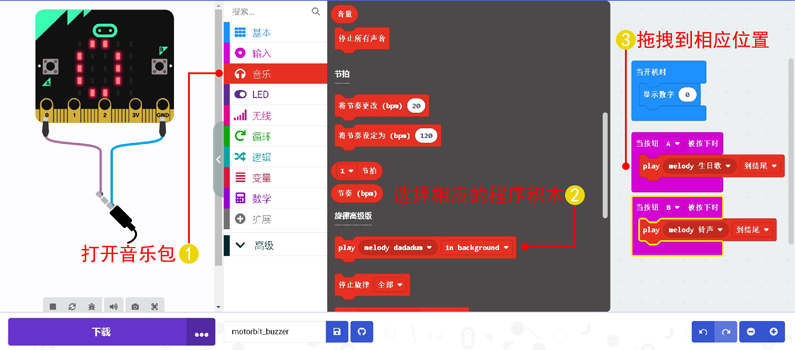 0
1
2
3V
GND
打开音乐包
1
下载
搜索...
基本
输入
音乐
LED
无线
循环
逻辑
变量
数学
扩展
高级
motorbit_buzzer
音量
停止所有声音
节拍
将节奏更改 (bpm) 20
将节奏设定为 (bpm) 120
1 节拍
节奏 (bpm)
选择相应的程序积木 2
旋律高级版
play melody dadadum in background
停止旋律 全部
3 拖拽到相应位置
当开机时
显示数字 0
当按钮 A 被按下时
play melody 生日歌 到结尾
当按钮 B 被按下时
play melody 铃声 到结尾